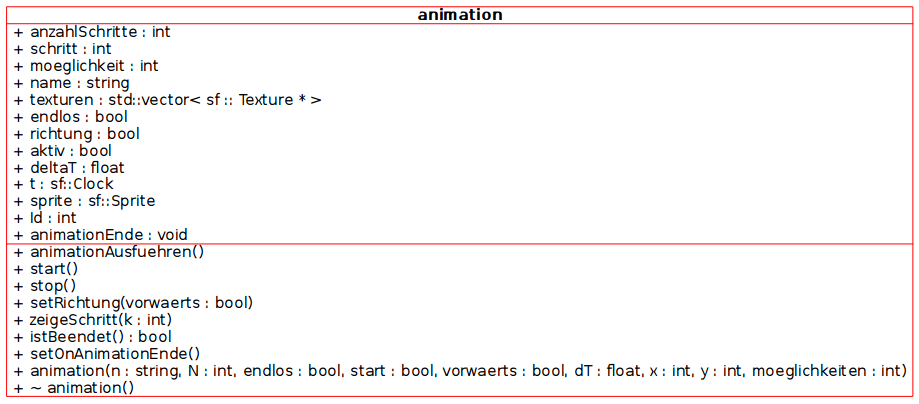 animation
+ anzahlSchritte : int
+ schritt : int
+ moeglichkeit : int
+ name : string
+ texturen : std::vector< sf :: Texture * >
+ endlos : bool
+ richtung : bool
+ aktiv : bool
+ deltaT : float
+ t : sf::Clock
+ sprite : sf::Sprite
+ Id : int
+ animationEnde : void
+ animationAusfuehren()
+ start()
+ stop()
+ setRichtung(vorwaerts : bool)
+ zeigeSchritt(k : int)
+ istBeendet() : bool
+ setOnAnimationEnde()
+ animation(n : string, N : int, endlos : bool, start : bool, vorwaerts : bool, dT : float, x : int, y : int, moeglichkeiten : int)
+ ~ animation()